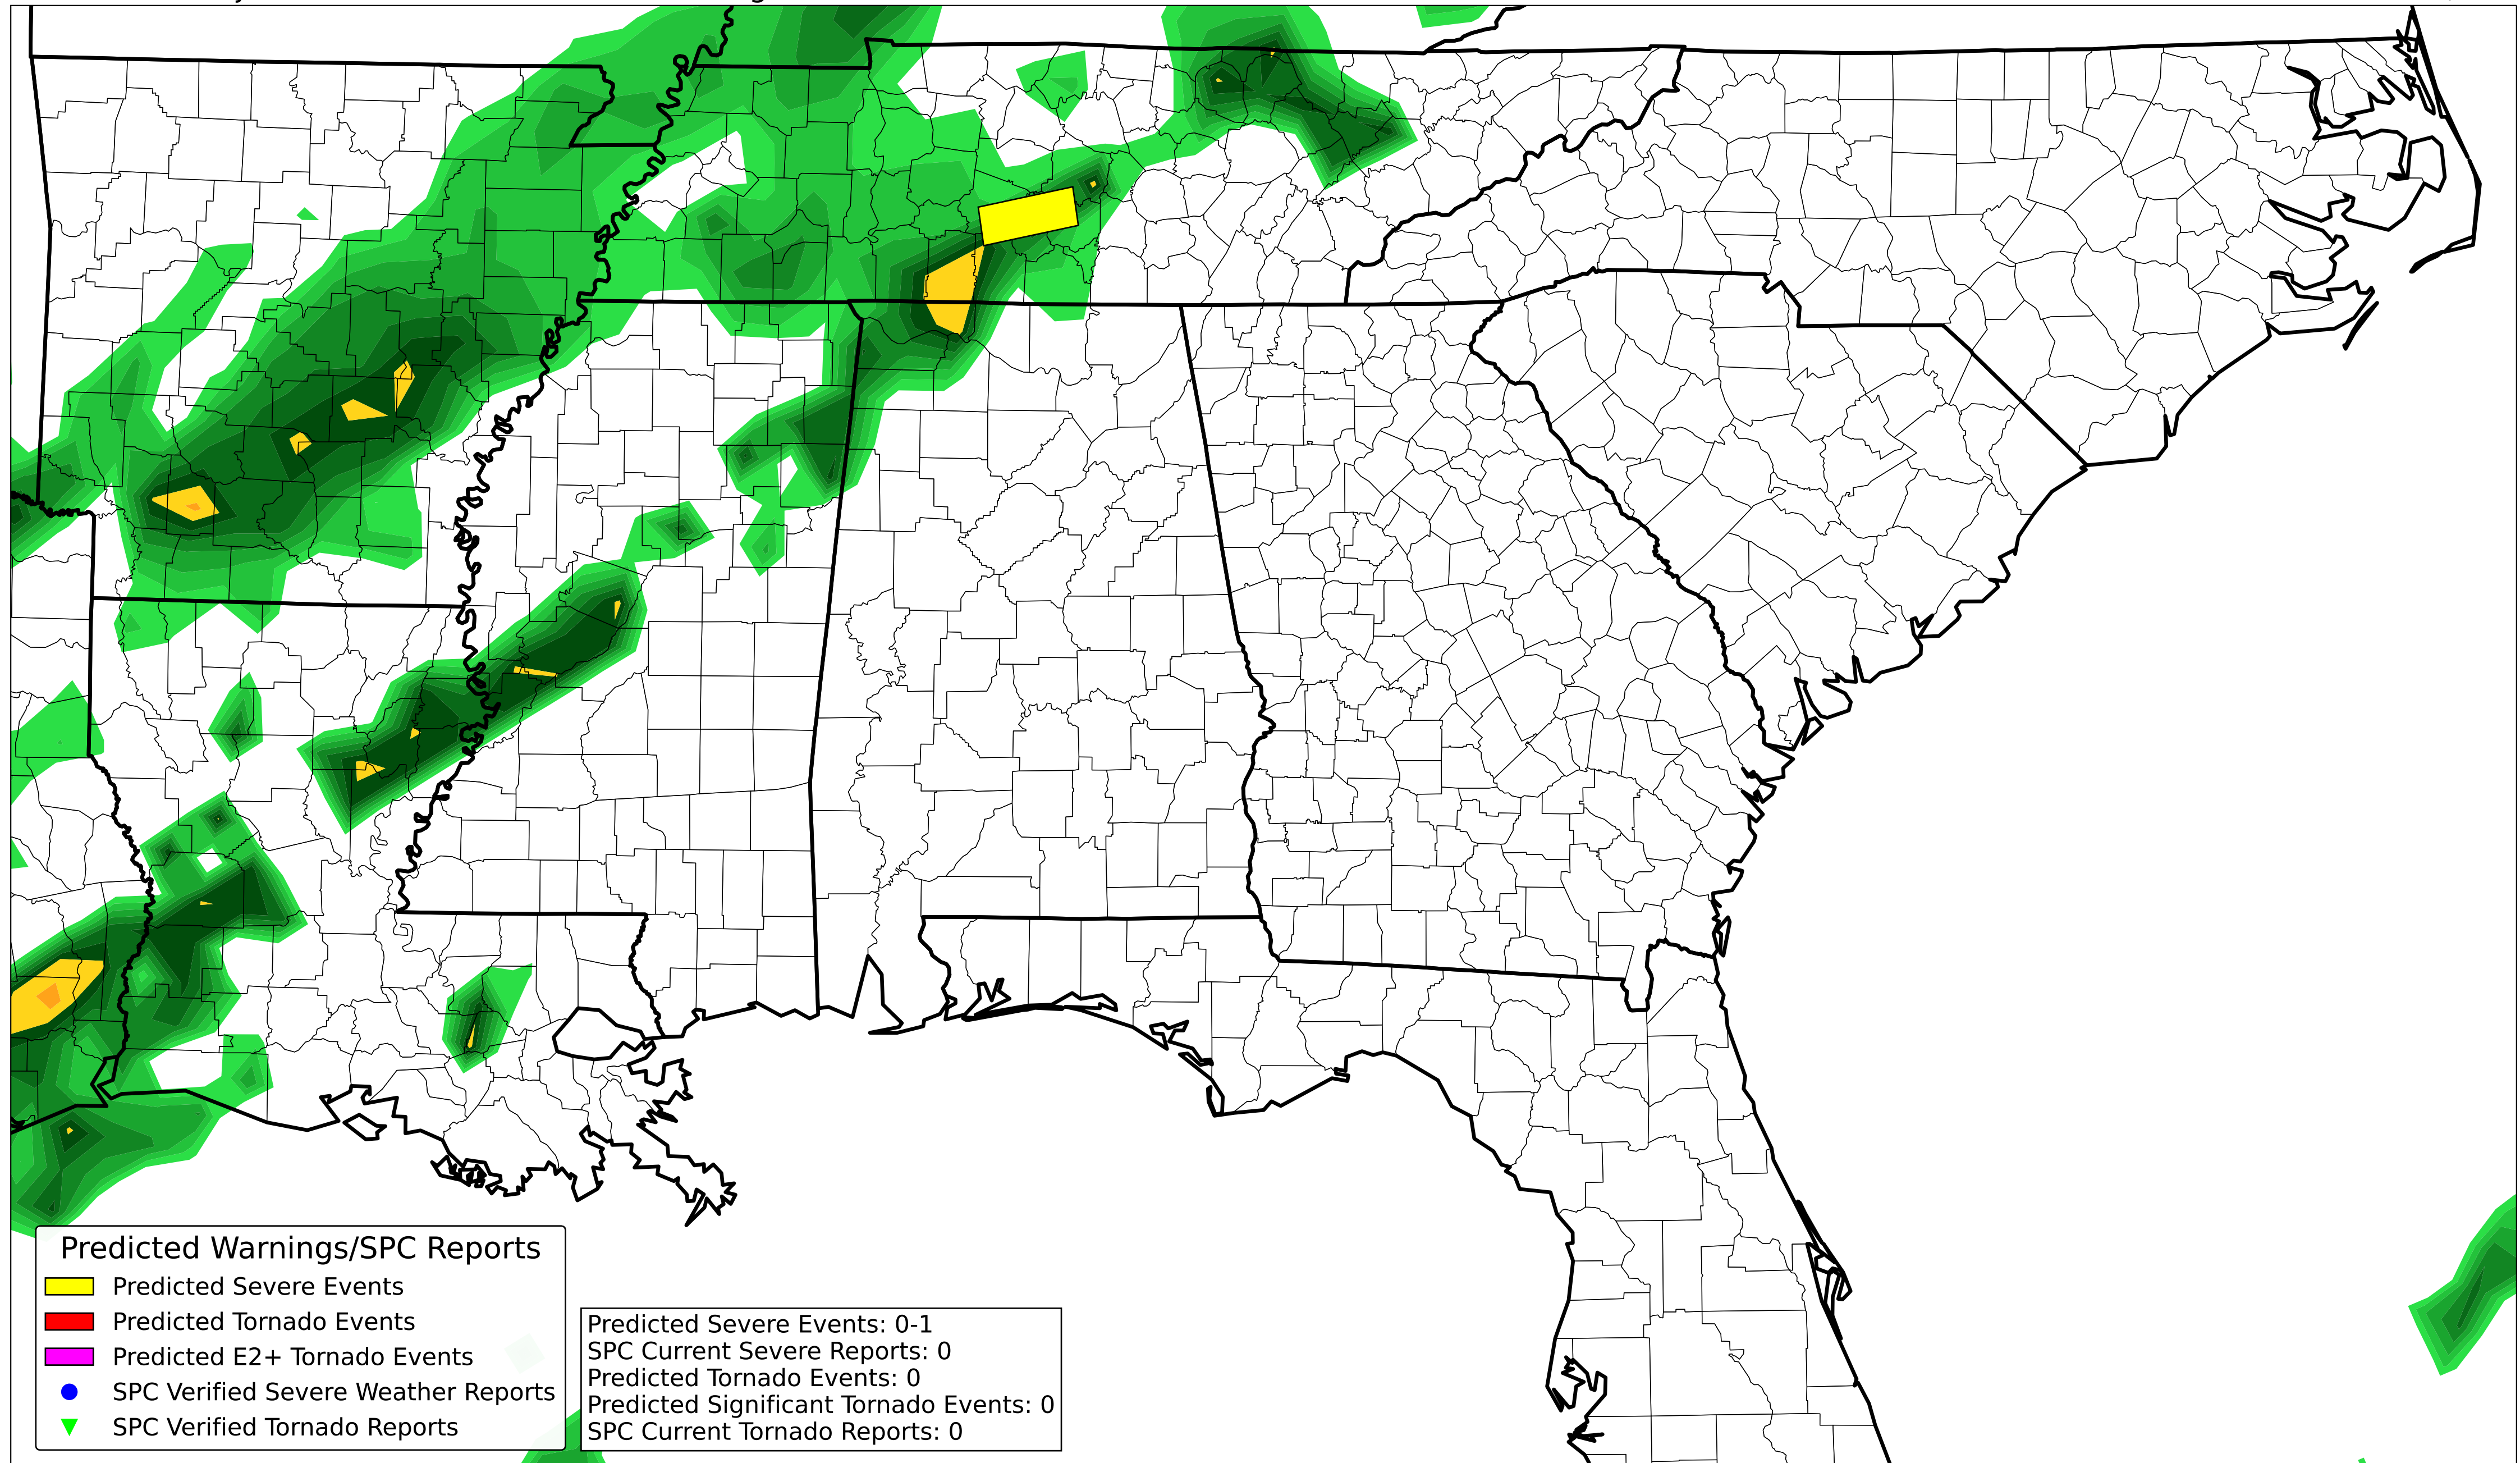 Predicted Warnings/SPC Reports
Predicted Severe Events
Predicted Tornado Events
Predicted E2+ Tornado Events
SPC Verified Severe Weather Reports
SPC Verified Tornado Reports
Predicted Severe Events: 0-1
SPC Current Severe Reports: 0
Predicted Tornado Events: 0
Predicted Significant Tornado Events: 0
SPC Current Tornado Reports: 0